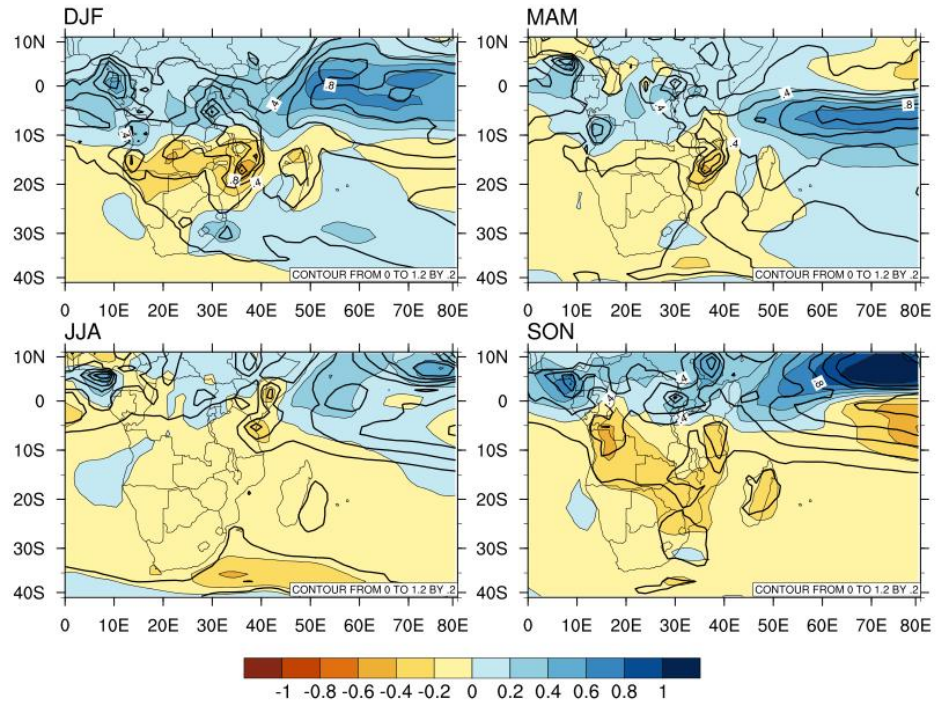 DJF MAM
10N 10N
0 0
10S 10S
20S 20S
30S 30S
40S 40S
.8 .4 .4 .8 .4
.4 .4 .8 .4
CONTOUR FROM 0 TO 1.2 BY .2 CONTOUR FROM 0 TO 1.2 BY .2
0 10E 20E 30E 40E 50E 60E 70E 80E 0 10E 20E 30E 40E 50E 60E 70E 80E
JJA SON
10N 10N
0 0
10S 10S
20S 20S
30S 30S
40S 40S
.4 .4 .4 .8
CONTOUR FROM 0 TO 1.2 BY .2 CONTOUR FROM 0 TO 1.2 BY .2
0 10E 20E 30E 40E 50E 60E 70E 80E 0 10E 20E 30E 40E 50E 60E 70E 80E
-1 -0.8 -0.6 -0.4 -0.2 0 0.2 0.4 0.6 0.8 1